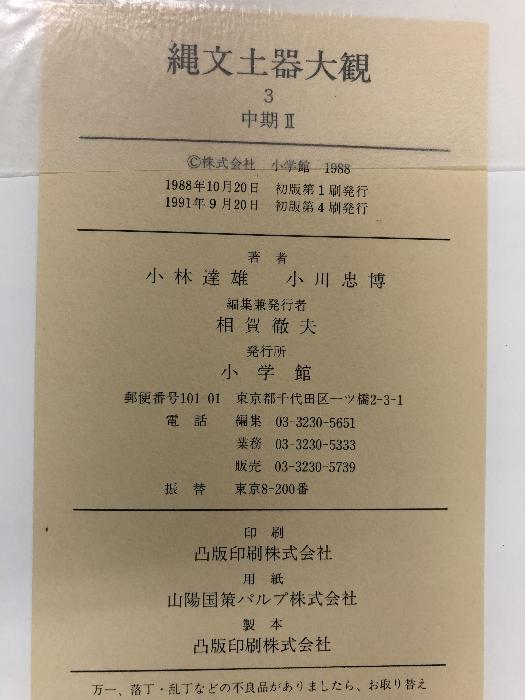 縄文土器大観
3
中期Ⅱ
©株式会社 小学館 1988
1988年10月20日 初版第1刷発行
1991年9月20日 初版第4刷発行
著者
小林達雄 小川忠博
編集兼発行者
相賀徹夫
発行所
小学館
郵便番号101-01 東京都千代田区一ツ橋2-3-1
電話 編集 03-3230-5651
業務 03-3230-5333
販売 03-3230-5739
振替 東京8-200番
印刷
凸版印刷株式会社
用紙
山陽国策パルプ株式会社
製本
凸版印刷株式会社
万一、落丁・乱丁などの不良品がありましたら、お取り替え